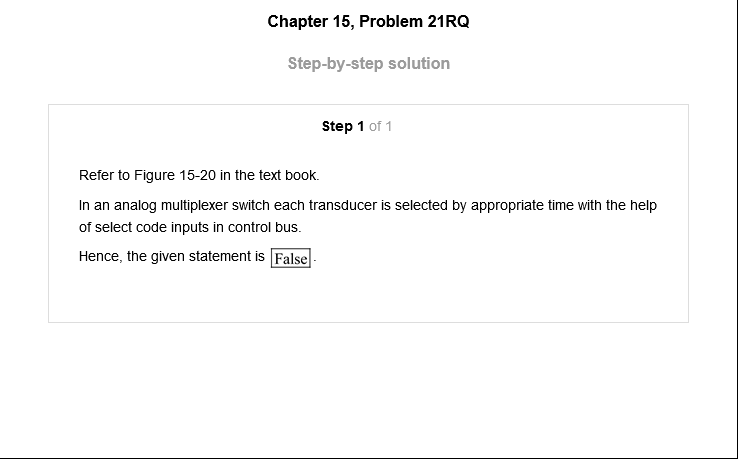 Chapter 15, Problem 21RQ
Step-by-step solution
Step 1 of 1
Refer to Figure 15-20 in the text book.
In an analog multiplexer switch each transducer is selected by appropriate time with the help
of select code inputs in control bus.
Hence, the given statement is False.